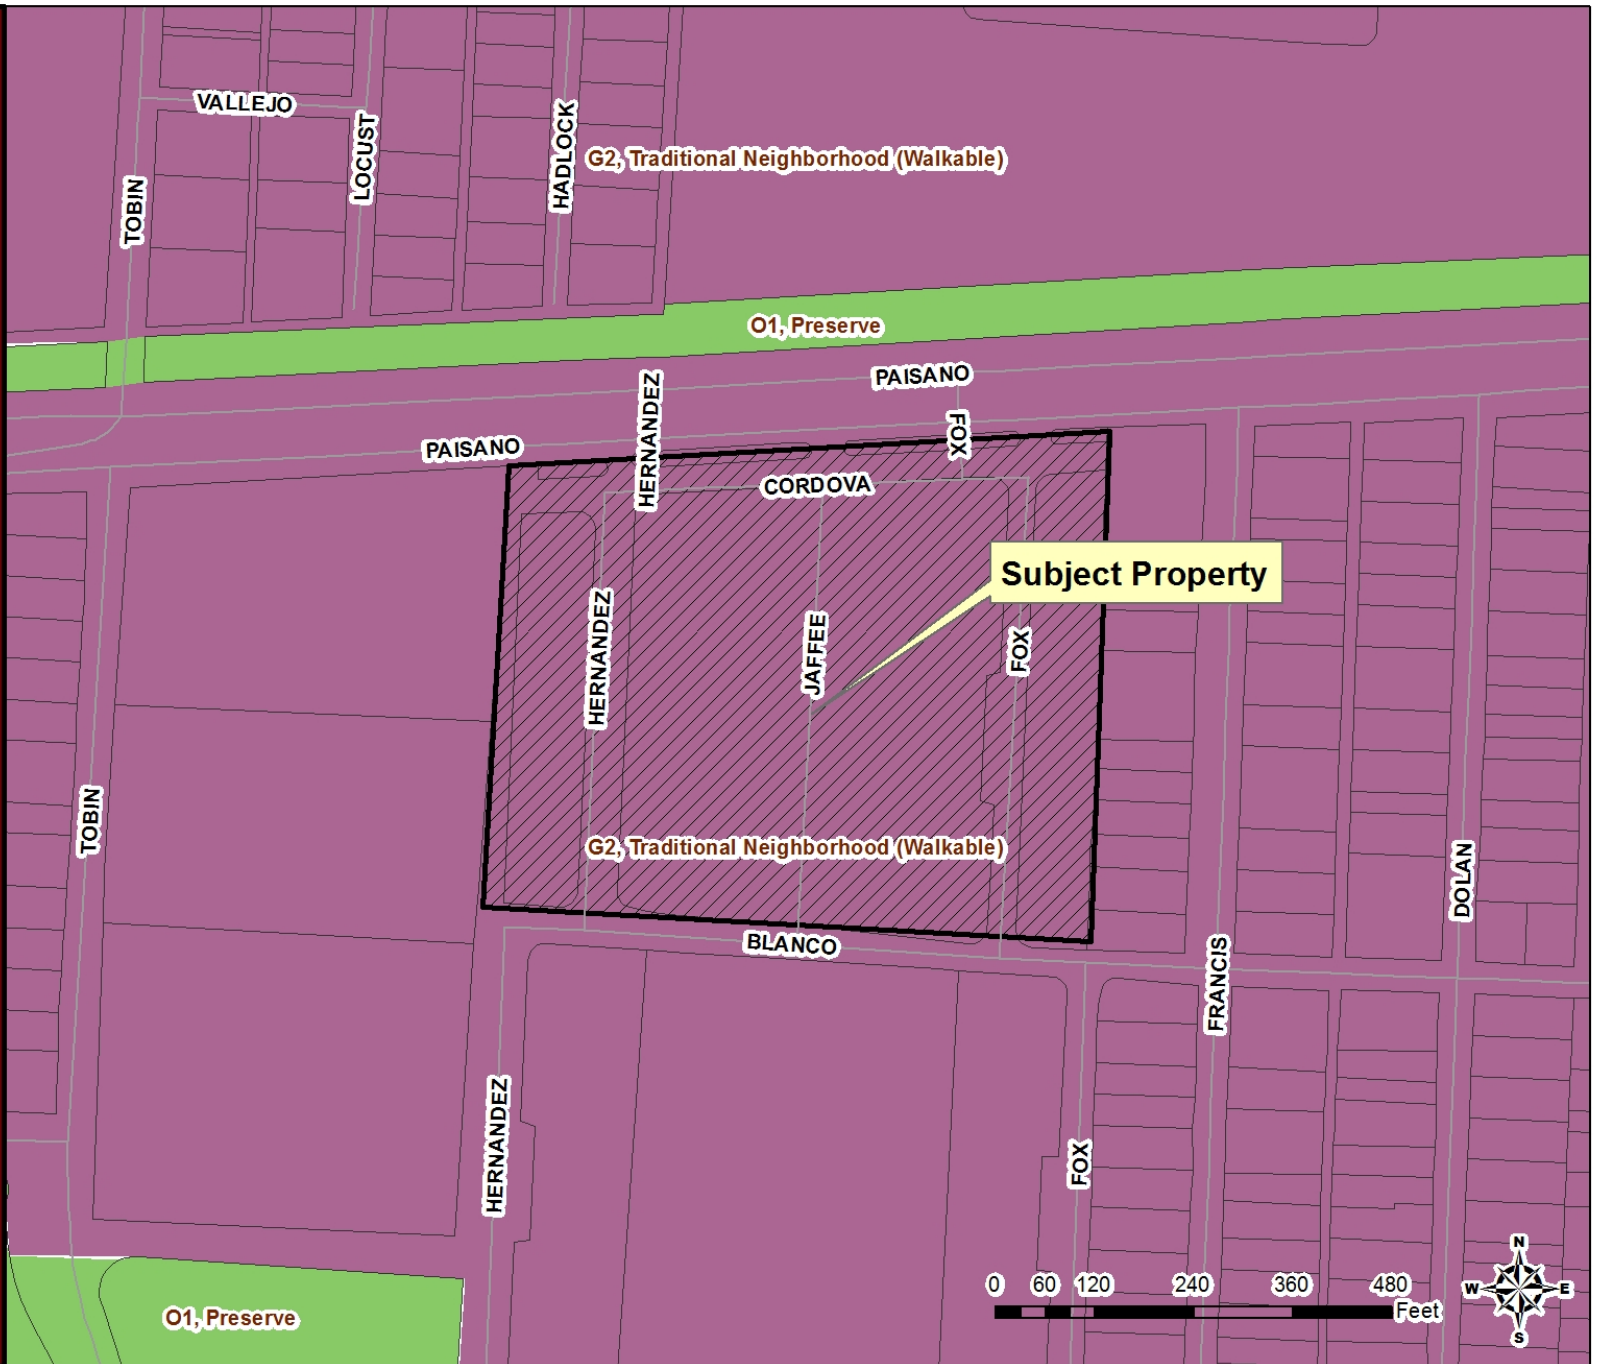 VALLEJO
LOCUST
HADLOCK
G2, Traditional Neighborhood (Walkable)
TOBIN
O1, Preserve
PAISANO
HERNANDEZ
FOX
PAISANO
CORDOVA
Subject Property
HERNANDEZ
JAFFEE
FOX
TOBIN
G2, Traditional Neighborhood (Walkable)
DOLAN
BLANCO
FRANCIS
HERNANDEZ
FOX
N
W E
S
0 60 120 240 360 480
Feet
O1, Preserve